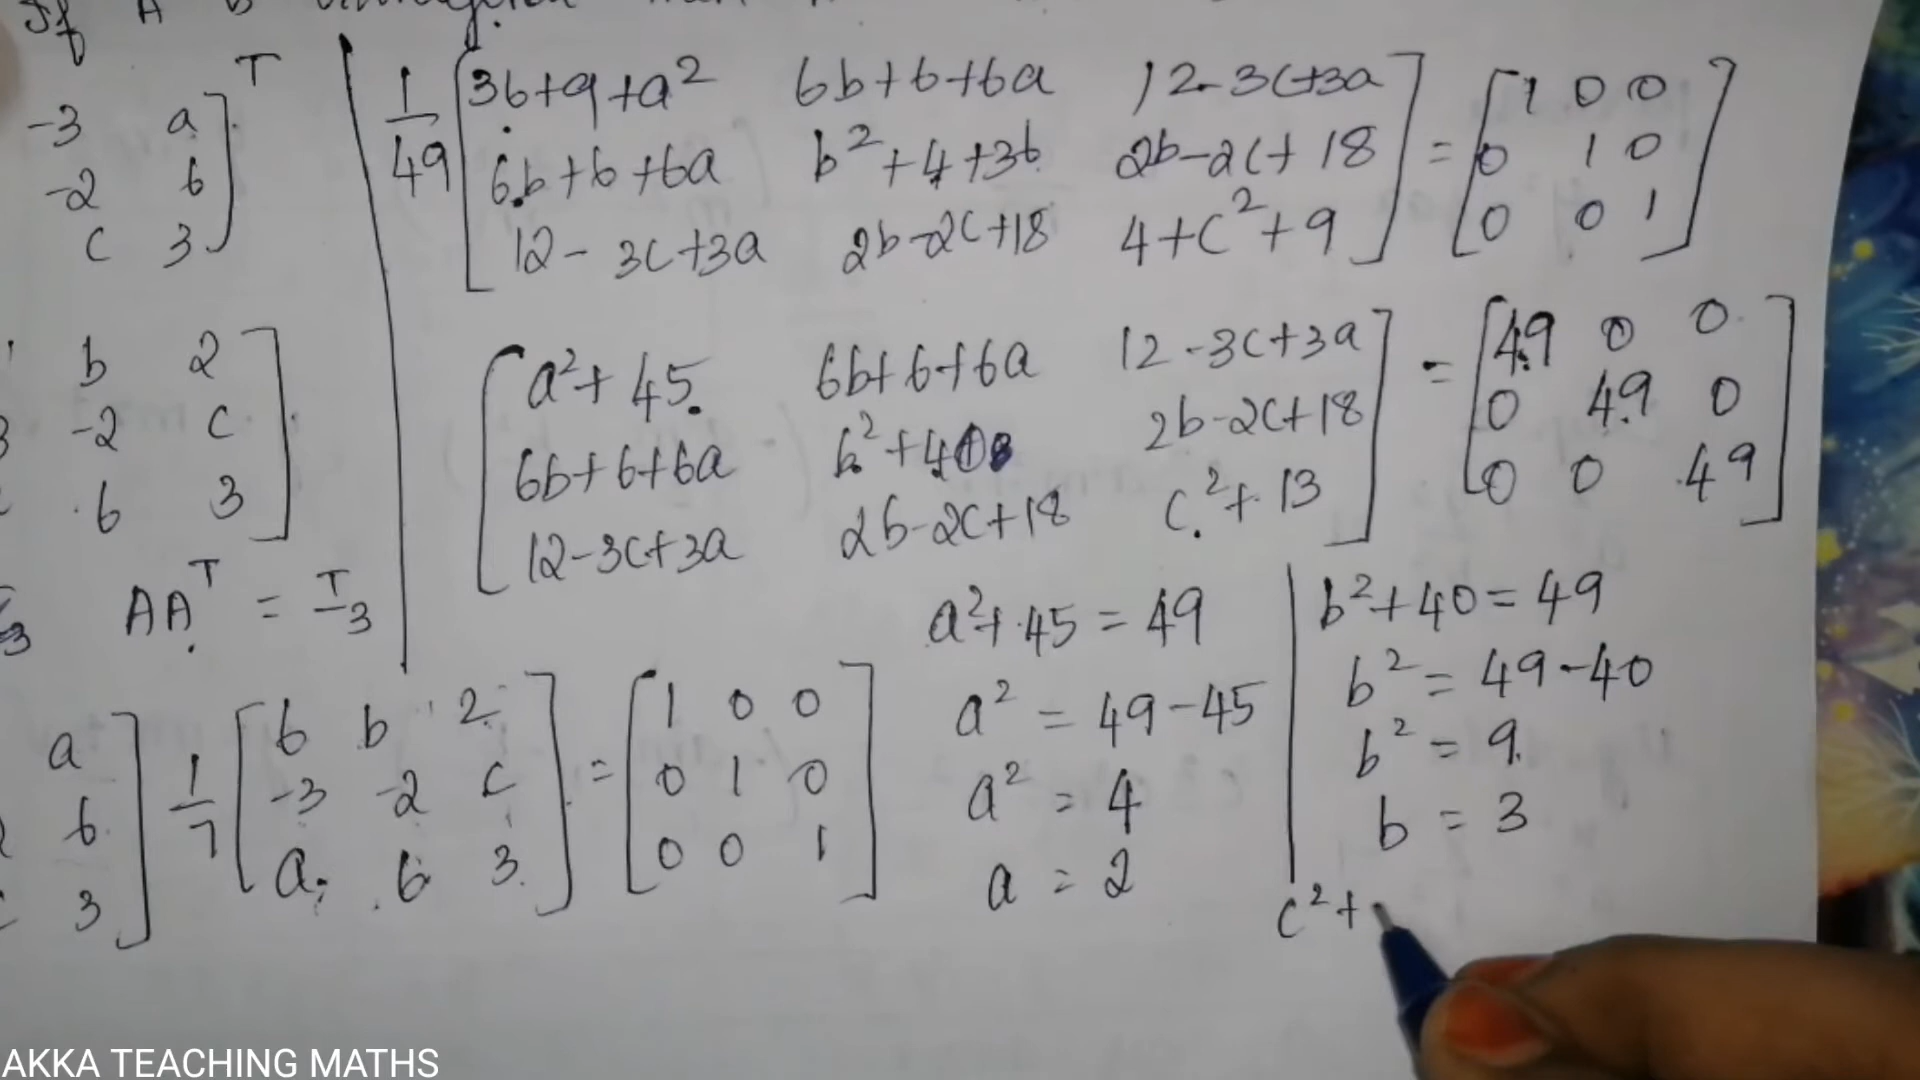 If A
-3 a ]T
-2 6
c 3
b 2
-2 c
6 3
AAT = I3
a ] 1/7 [ 6 b 2 ] = [ 1 0 0 ]
6 -3 -2 c 0 1 0
3 a 6 3 0 0 1
1/49 [ 36+9+a² 6b+6+6a 12-3c+3a ] = [ 1 0 0 ]
6b+6+6a b²+4+36 2b-2c+18 0 1 0
12-3c+3a 2b-2c+18 4+c²+9 0 0 1
[ a²+45 6b+6+6a 12-3c+3a ] = [ 49 0 0 ]
6b+6+6a b²+40 2b-2c+18 0 49 0
12-3c+3a 2b-2c+18 c²+13 0 0 49
a²+45 = 49
a² = 49-45
a² = 4
a = 2
b²+40 = 49
b² = 49-40
b² = 9
b = 3
c²+
AKKA TEACHING MATHS